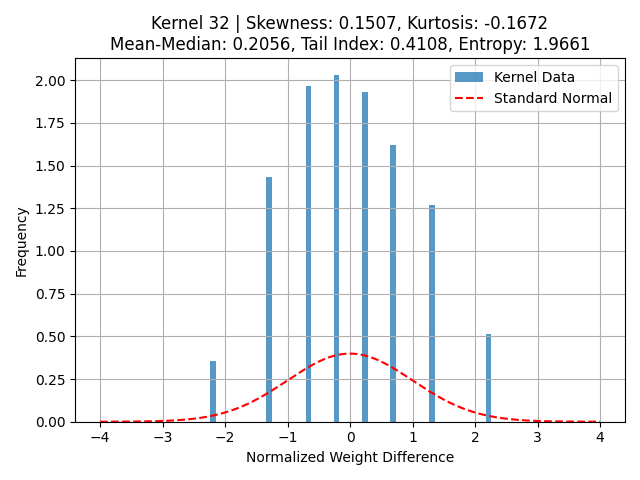 Kernel 32 | Skewness: 0.1507, Kurtosis: -0.1672
Mean-Median: 0.2056, Tail Index: 0.4108, Entropy: 1.9661
Kernel Data
Standard Normal
2.00
1.75
1.50
1.25
1.00
0.75
0.50
0.25
0.00
Frequency
−4 −3 −2 −1 0 1 2 3 4
Normalized Weight Difference